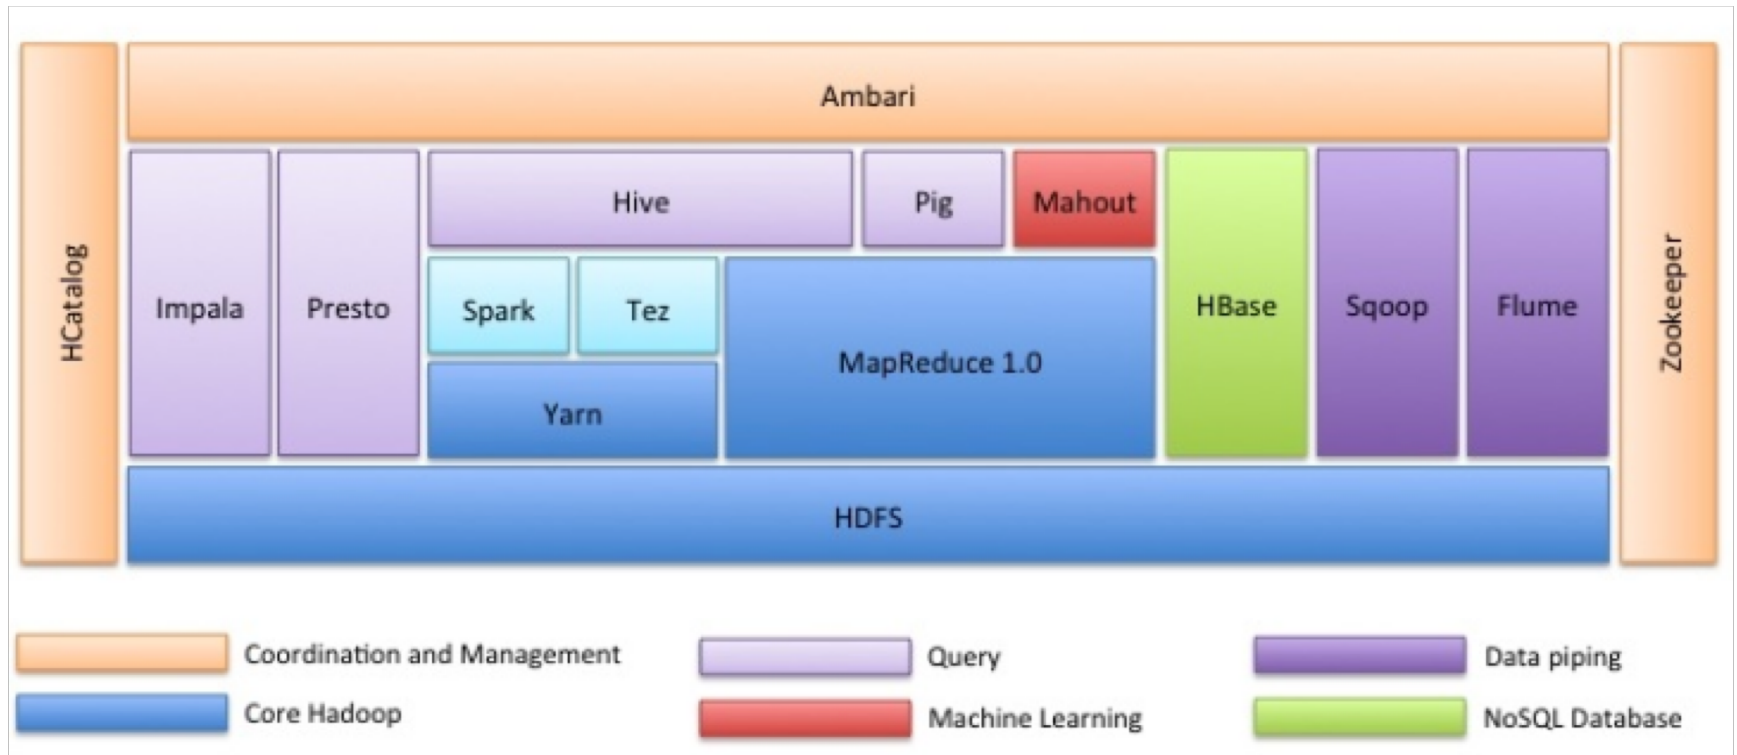 Ambari
HCatalog
Impala
Presto
Hive
Pig
Mahout
Spark
Tez
Yarn
MapReduce 1.0
HBase
Sqoop
Flume
Zookeeper
HDFS
Coordination and Management
Query
Data piping
Core Hadoop
Machine Learning
NoSQL Database